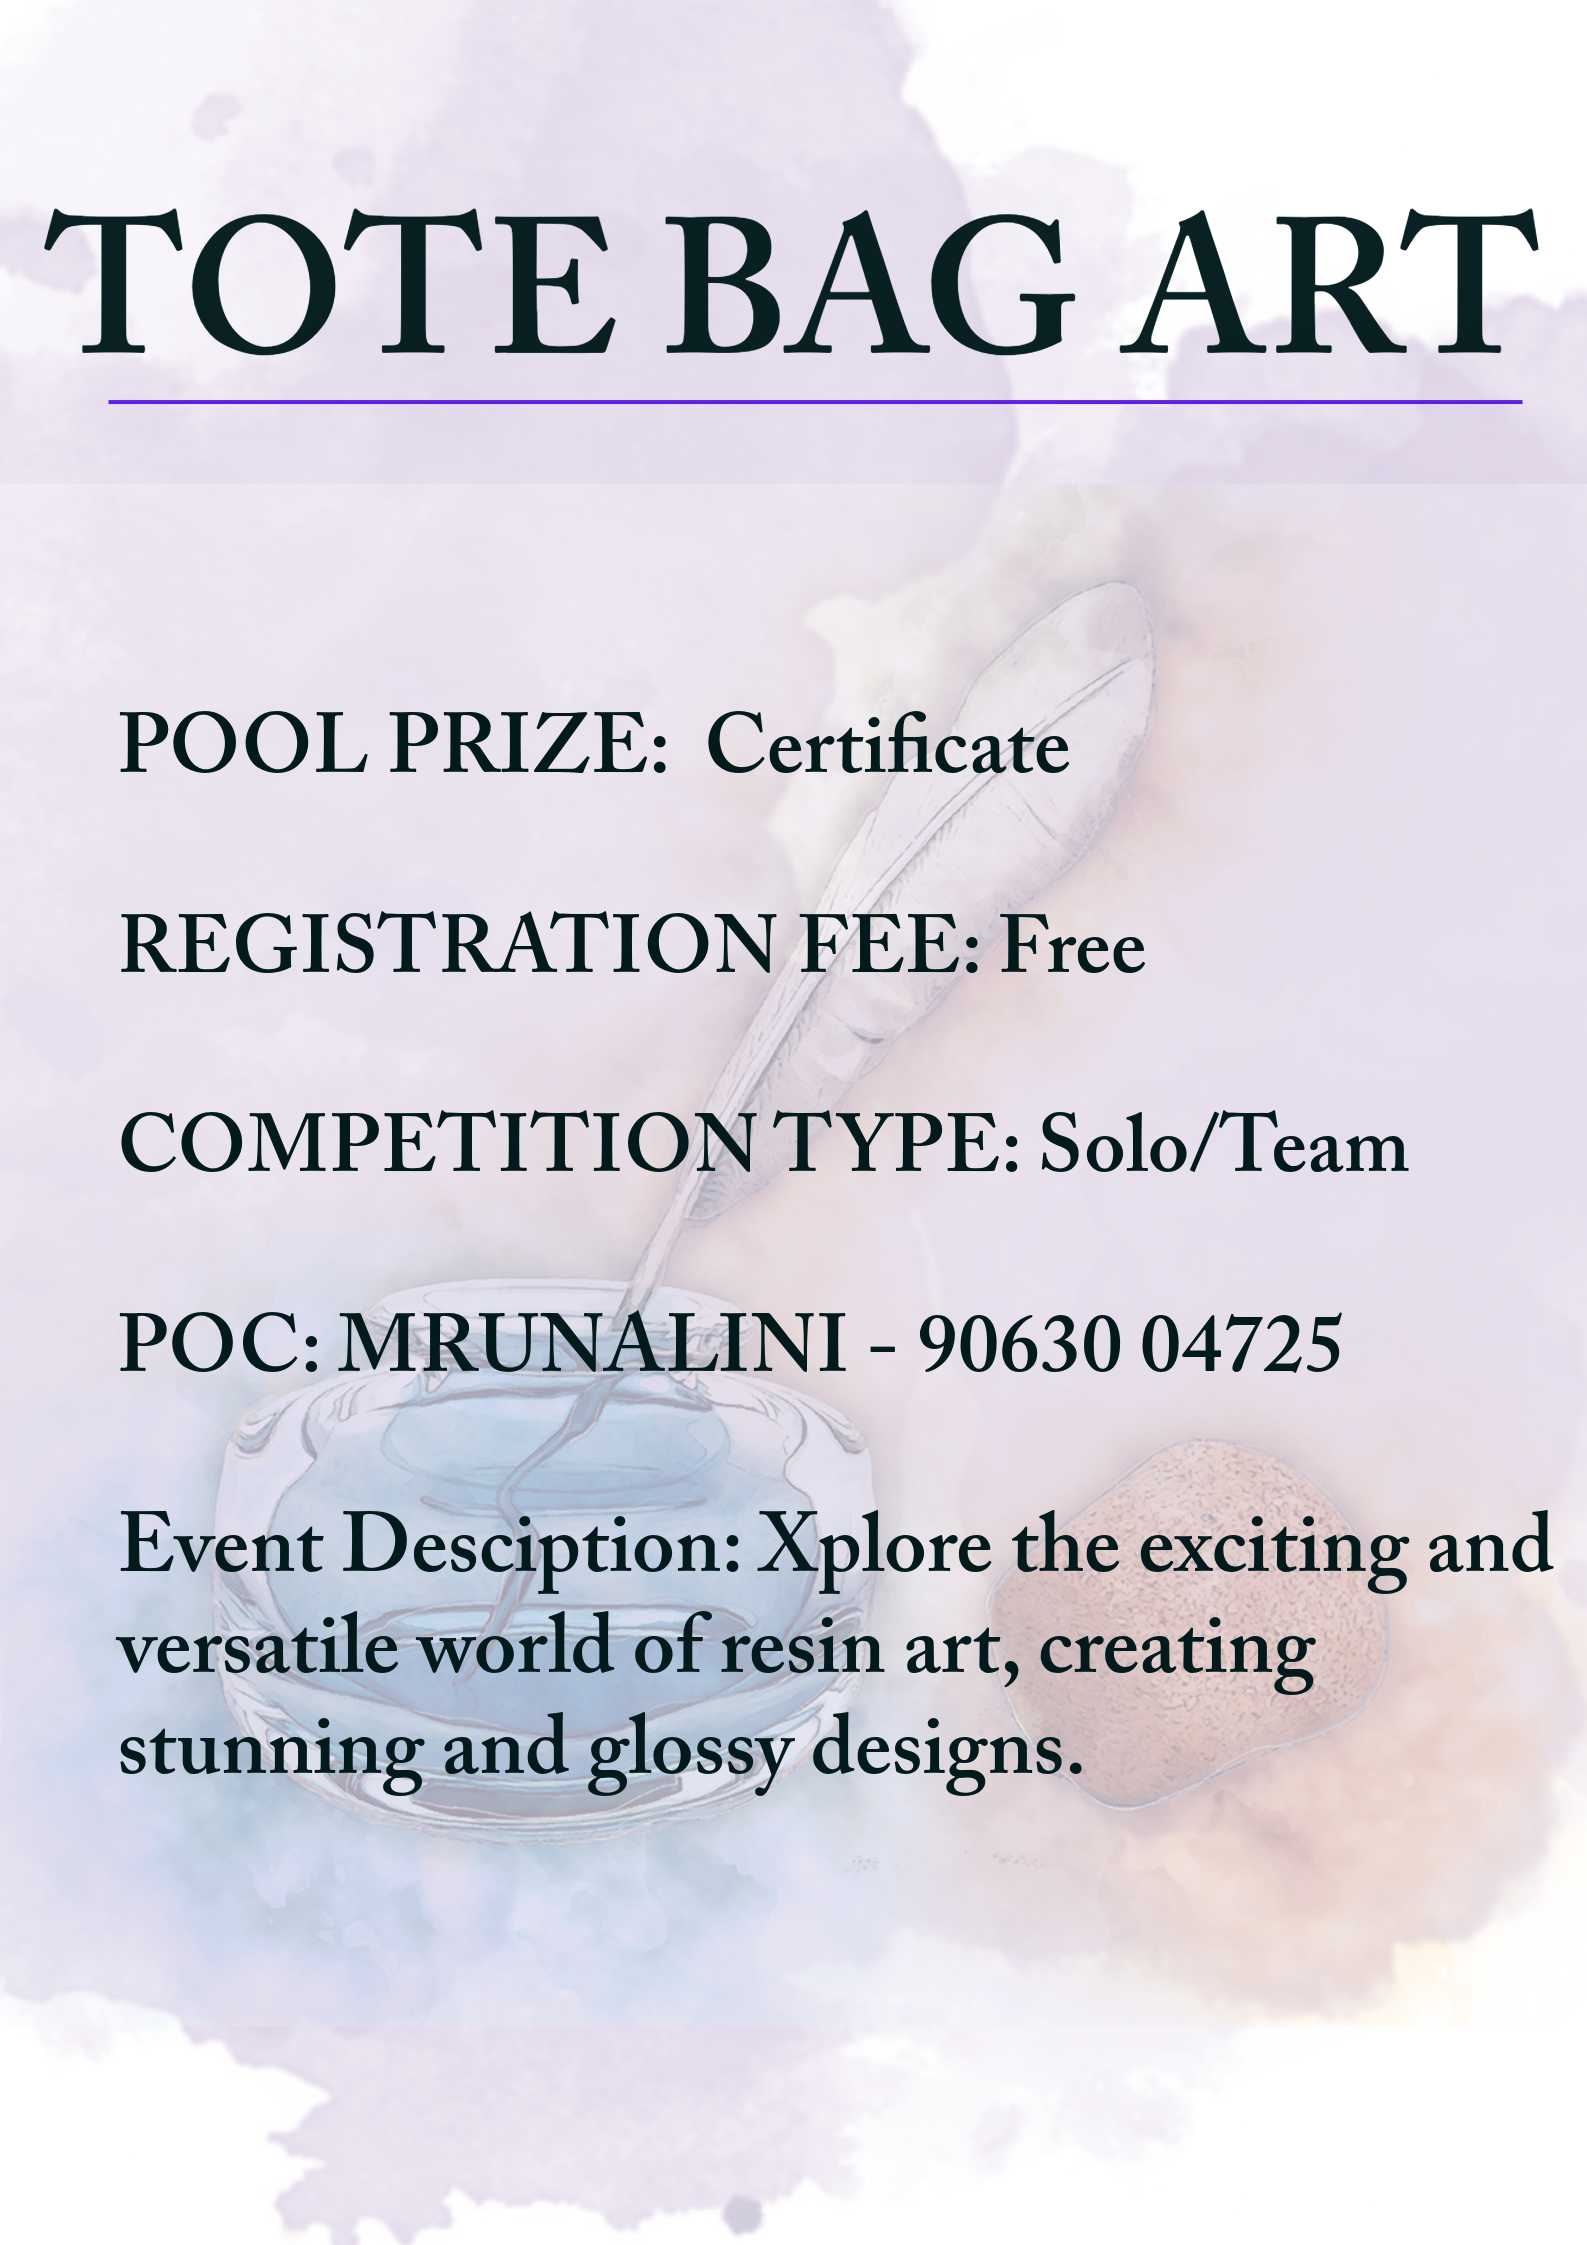 TOTE BAG ART
POOL PRIZE: Certificate
REGISTRATION FEE: Free
COMPETITION TYPE: Solo/Team
POC: MRUNALINI - 90630 04725
Event Desciption: Xplore the exciting and
versatile world of resin art, creating
stunning and glossy designs.